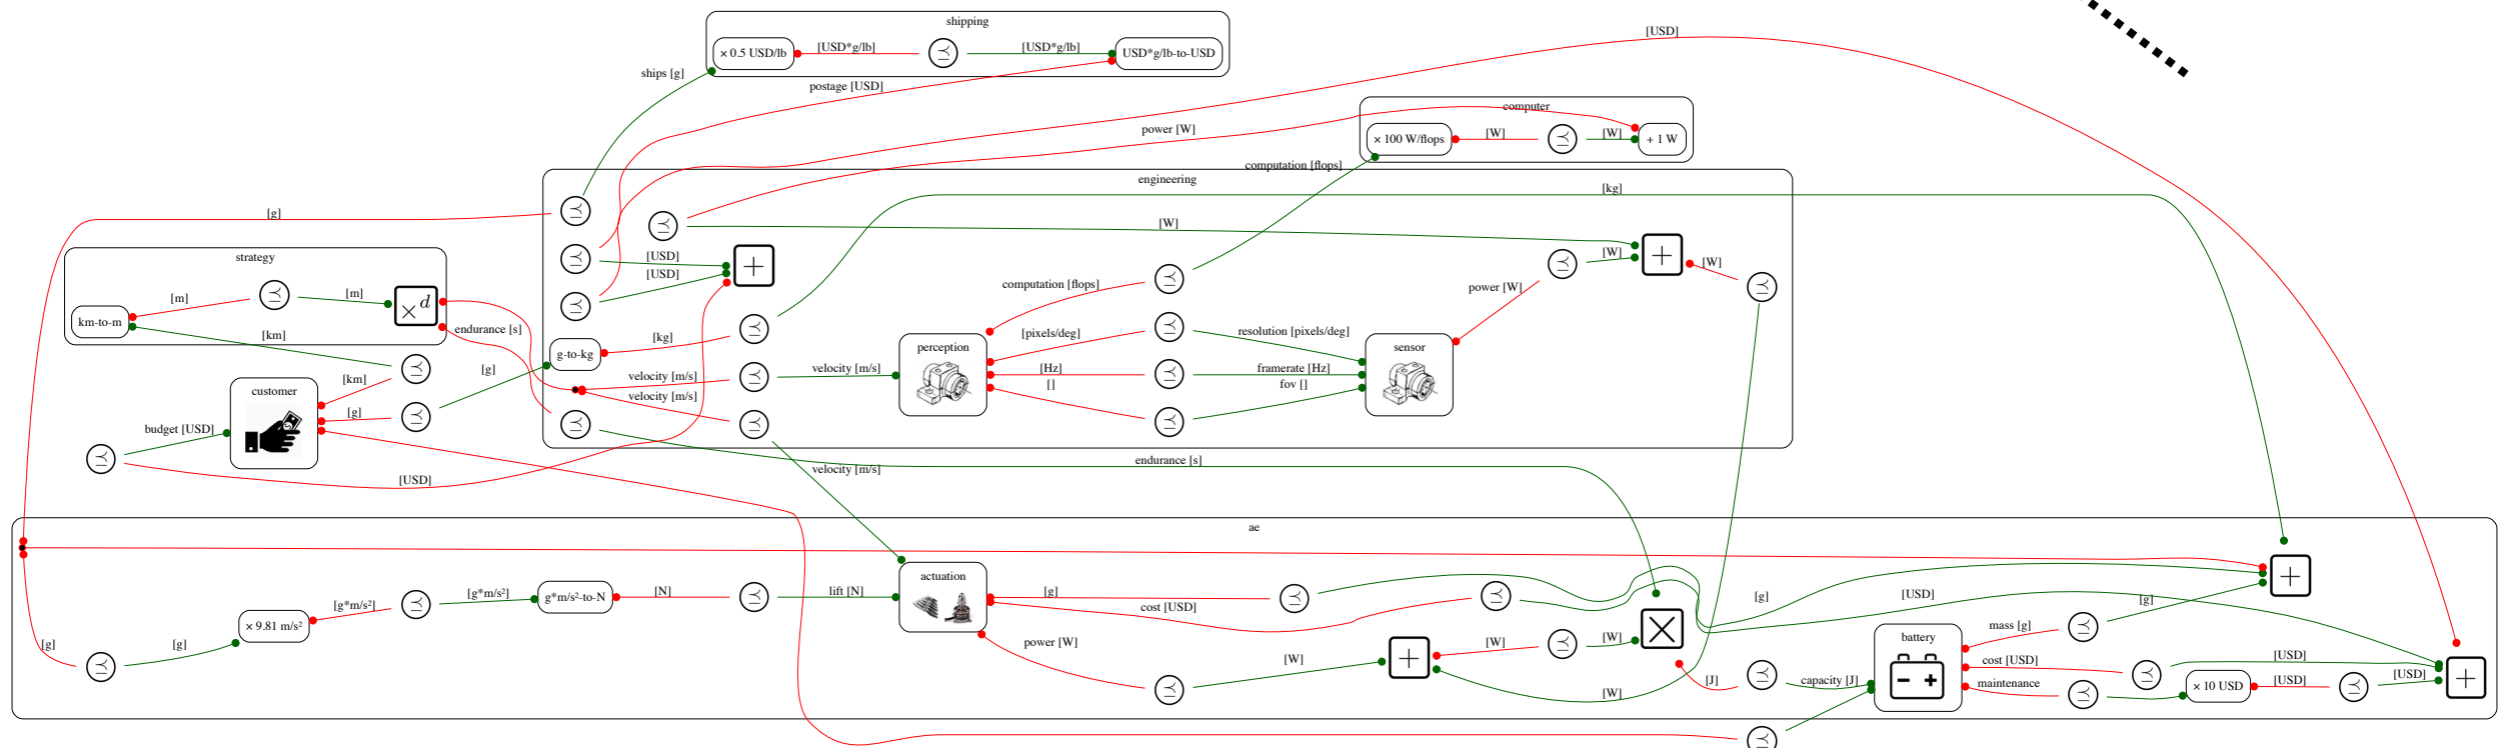 shipping
× 0.5 USD/lb
[USD*g/lb]
⪯
[USD*g/lb]
USD*g/lb-to-USD
[USD]
ships [g]
postage [USD]
computer
power [W]
× 100 W/flops
[W]
⪯
[W]
+ 1 W
computation [flops]
engineering
[kg]
[g]
⪯
⪯
[W]
strategy
⪯
[USD]
[USD]
+
[W]
⪯
+
[W]
[m]
⪯
[m]
× d
⪯
computation [flops]
⪯
power [W]
⪯
km-to-m
[km]
endurance [s]
g-to-kg
[kg]
⪯
[pixels/deg]
⪯
resolution [pixels/deg]
perception
sensor
[g]
⪯
[km]
velocity [m/s]
⪯
velocity [m/s]
[Hz]
⪯
framerate [Hz]
customer
velocity [m/s]
[]
fov []
[g]
⪯
⪯
⪯
⪯
budget [USD]
⪯
[USD]
velocity [m/s]
endurance [s]
ae
actuation
+
[g*m/s²]
⪯
[g*m/s²]
g*m/s²-to-N
[N]
⪯
lift [N]
[g]
⪯
cost [USD]
⪯
[g]
[USD]
[g]
× 9.81 m/s²
×
mass [g]
⪯
[g]
[g]
⪯
power [W]
[W]
+
[W]
⪯
[W]
battery
cost [USD]
⪯
[USD]
[J]
⪯
capacity [J]
maintenance
⪯
× 10 USD
[USD]
⪯
[USD]
+
⪯
[W]
⪯